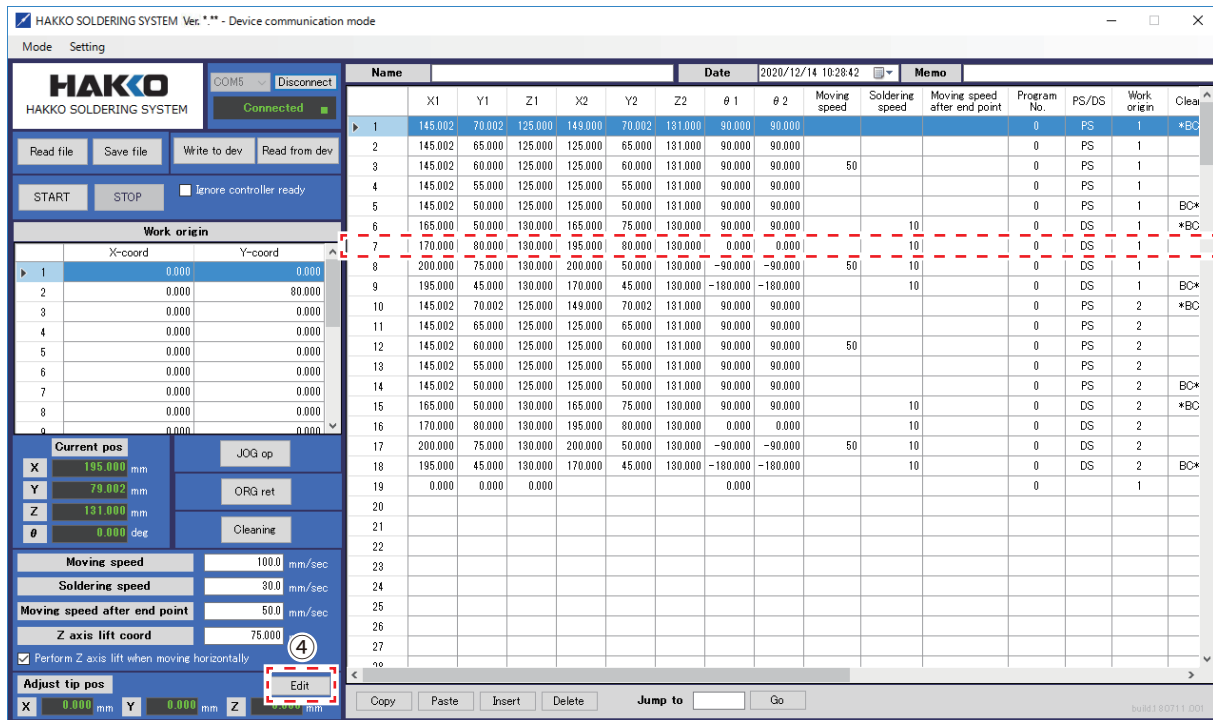 HAKKO SOLDERING SYSTEM Ver. *.** - Device communication mode
Mode Setting
HAKKO
HAKKO SOLDERING SYSTEM
COM5 Disconnect
Connected
Read file Save file Write to dev Read from dev
START STOP Ignore controller ready
Work origin
X-coord Y-coord
1 0.000 0.000
2 0.000 80.000
3 0.000 0.000
4 0.000 0.000
5 0.000 0.000
6 0.000 0.000
7 0.000 0.000
8 0.000 0.000
9 0.000 0.000
Current pos
X 195.000 mm
Y 79.002 mm
Z 131.000 mm
θ 0.000 deg
JOG op
ORG ret
Cleaning
Moving speed 100.0 mm/sec
Soldering speed 30.0 mm/sec
Moving speed after end point 50.0 mm/sec
Z axis lift coord 75.000
④
Perform Z axis lift when moving horizontally
Adjust tip pos Edit
X 0.000 mm Y 0.000 mm Z 0.000 mm
Name Date 2020/12/14 10:28:42 Memo
X1 Y1 Z1 X2 Y2 Z2 θ 1 θ 2 Moving speed Soldering speed Moving speed after end point Program No. PS/DS Work origin Clear
1 145.002 70.002 125.000 149.000 70.002 131.000 90.000 90.000 0 PS 1 *BC
2 145.002 65.000 125.000 125.000 65.000 131.000 90.000 90.000 0 PS 1
3 145.002 60.000 125.000 125.000 60.000 131.000 90.000 90.000 50 0 PS 1
4 145.002 55.000 125.000 125.000 55.000 131.000 90.000 90.000 0 PS 1
5 145.002 50.000 125.000 125.000 50.000 131.000 90.000 90.000 0 PS 1 BC*
6 165.000 50.000 130.000 165.000 75.000 130.000 90.000 90.000 10 0 DS 1 *BC
7 170.000 80.000 130.000 195.000 80.000 130.000 0.000 0.000 10 0 DS 1
8 200.000 75.000 130.000 200.000 50.000 130.000 -90.000 -90.000 50 10 0 DS 1
9 195.000 45.000 130.000 170.000 45.000 130.000 -180.000 -180.000 10 0 DS 1 BC*
10 145.002 70.002 125.000 149.000 70.002 131.000 90.000 90.000 0 PS 2 *BC
11 145.002 65.000 125.000 125.000 65.000 131.000 90.000 90.000 0 PS 2
12 145.002 60.000 125.000 125.000 60.000 131.000 90.000 90.000 50 0 PS 2
13 145.002 55.000 125.000 125.000 55.000 131.000 90.000 90.000 0 PS 2
14 145.002 50.000 125.000 125.000 50.000 131.000 90.000 90.000 0 PS 2 BC*
15 165.000 50.000 130.000 165.000 75.000 130.000 90.000 90.000 10 0 DS 2 *BC
16 170.000 80.000 130.000 195.000 80.000 130.000 0.000 0.000 10 0 DS 2
17 200.000 75.000 130.000 200.000 50.000 130.000 -90.000 -90.000 50 10 0 DS 2
18 195.000 45.000 130.000 170.000 45.000 130.000 -180.000 -180.000 10 0 DS 2 BC*
19 0.000 0.000 0.000 0.000 0 1
20
21
22
23
24
25
26
27
28
Copy Paste Insert Delete Jump to Go
build:180711.001